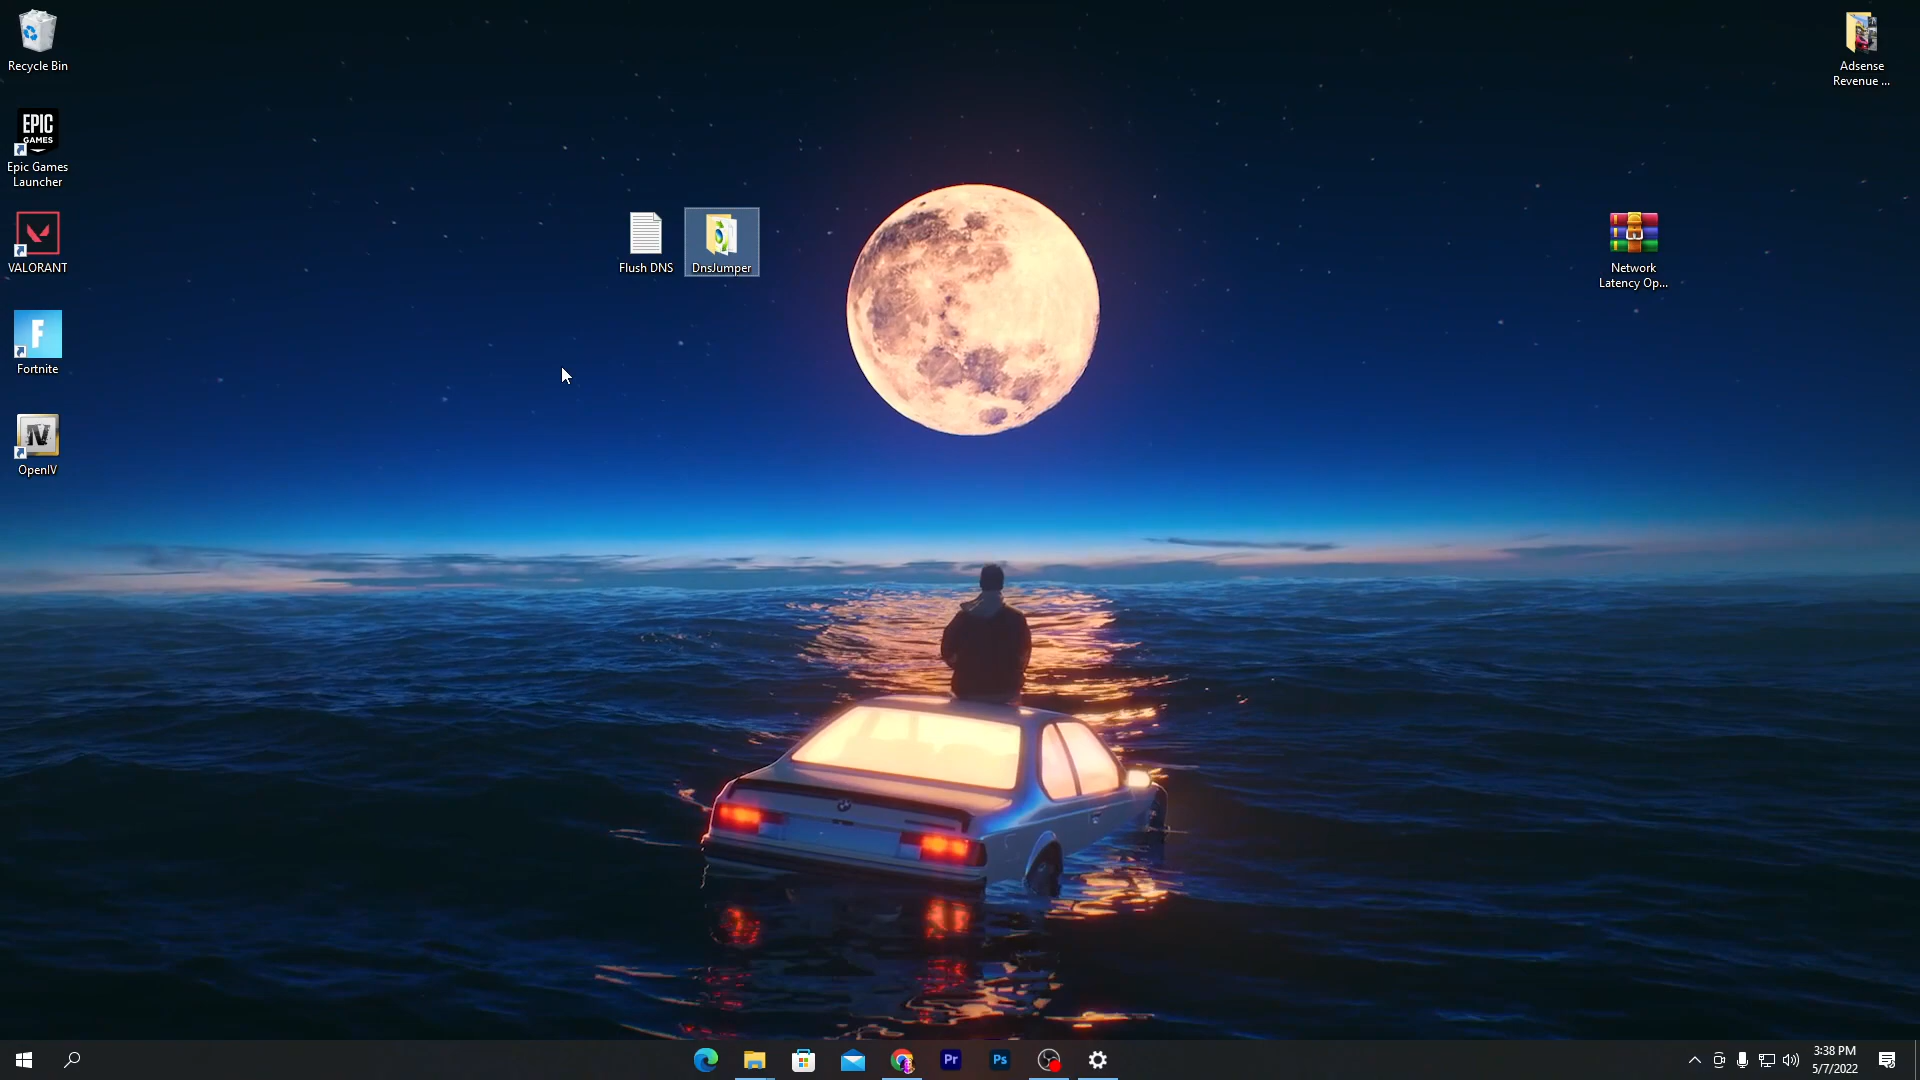 Recycle Bin
Adsense
Revenue ...
EPIC
GAMES
Epic Games
Launcher
VALORANT
Flush DNS
DnsJumper
Network
Latency Op...
F
Fortnite
IV
OpenIV
Pr
Ps
3:38 PM
5/7/2022